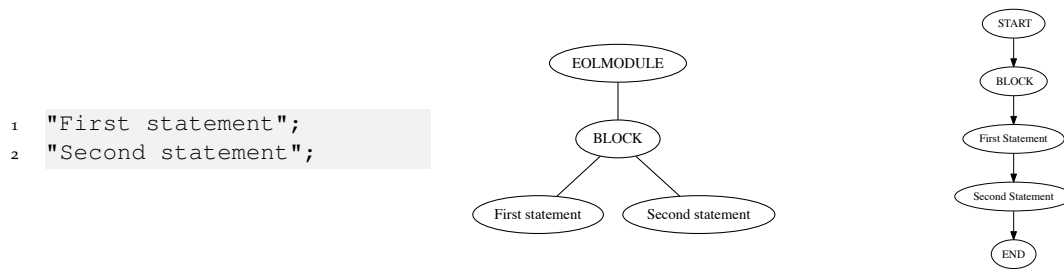 1 "First statement";
2 "Second statement";
EOLMODULE
BLOCK
First statement
Second statement
START
BLOCK
First Statement
Second Statement
END